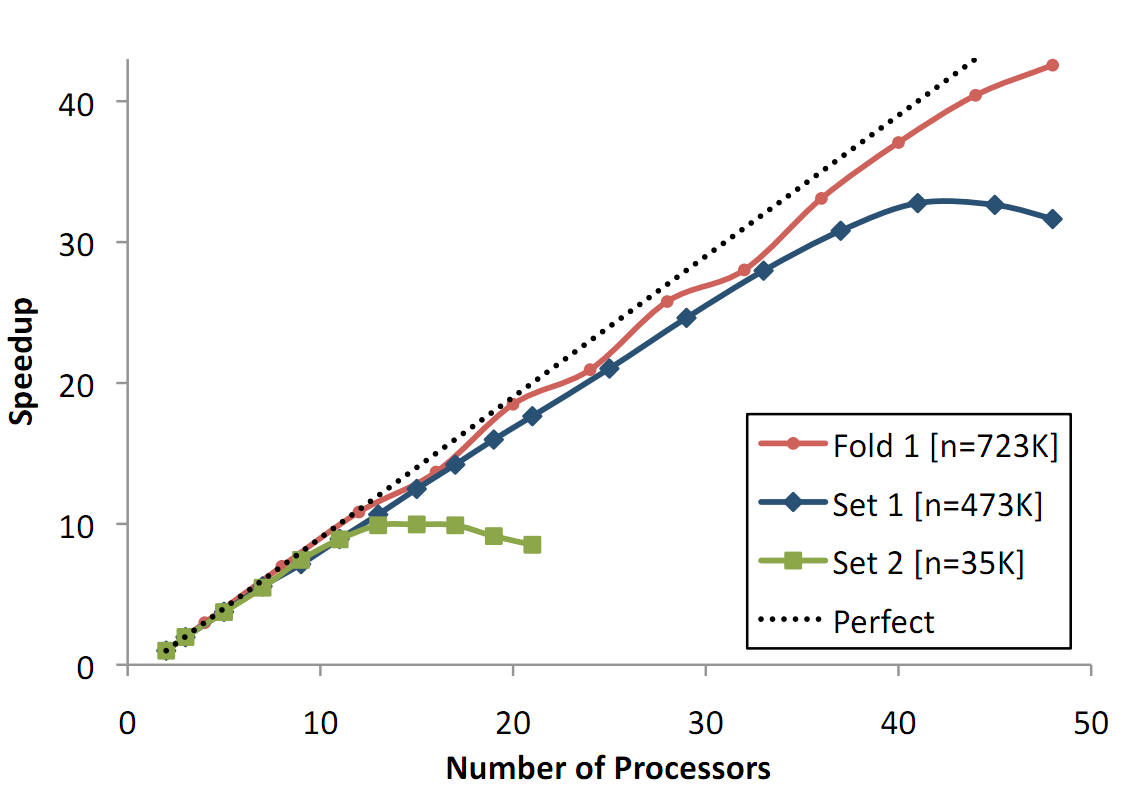 40
30
20
10
0
Speedup
Fold 1 [n=723K]
Set 1 [n=473K]
Set 2 [n=35K]
Perfect
0 10 20 30 40 50
Number of Processors